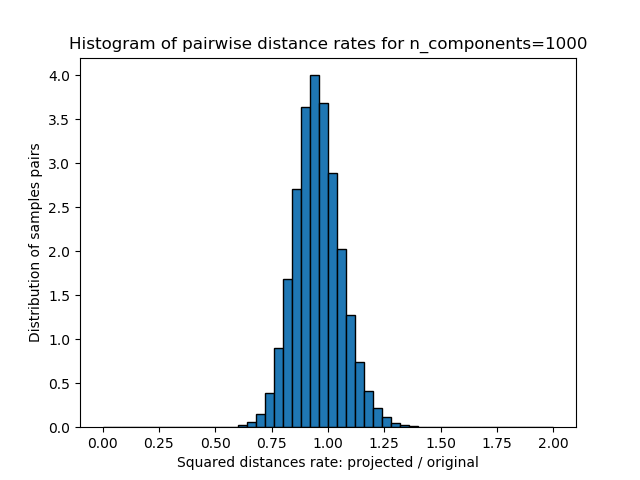 Histogram of pairwise distance rates for n_components=1000
4.0
3.5
3.0
2.5
2.0
1.5
1.0
0.5
0.0
Distribution of samples pairs
0.00 0.25 0.50 0.75 1.00 1.25 1.50 1.75 2.00
Squared distances rate: projected / original